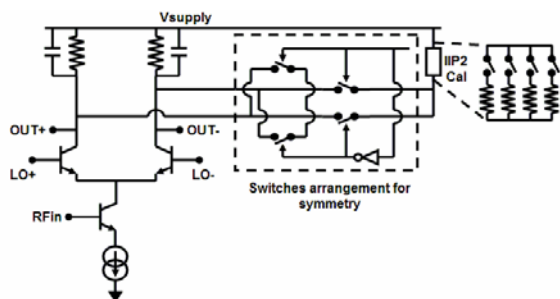 Vsupply
IIP2
Cal
OUT+
OUT-
LO+
LO-
Switches arrangement for
symmetry
RFin